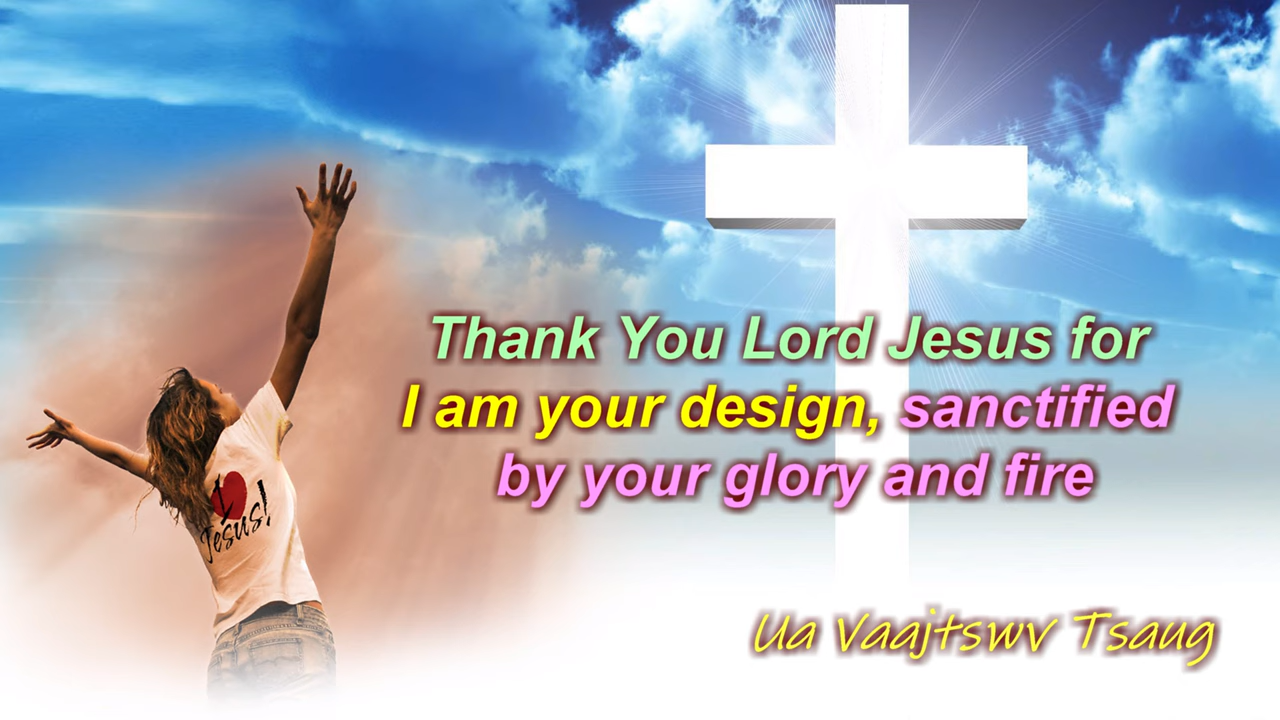 Thank You Lord Jesus for
I am your design, sanctified
by your glory and fire
I
Jesus!
Ua Vaajtswv Tsaug